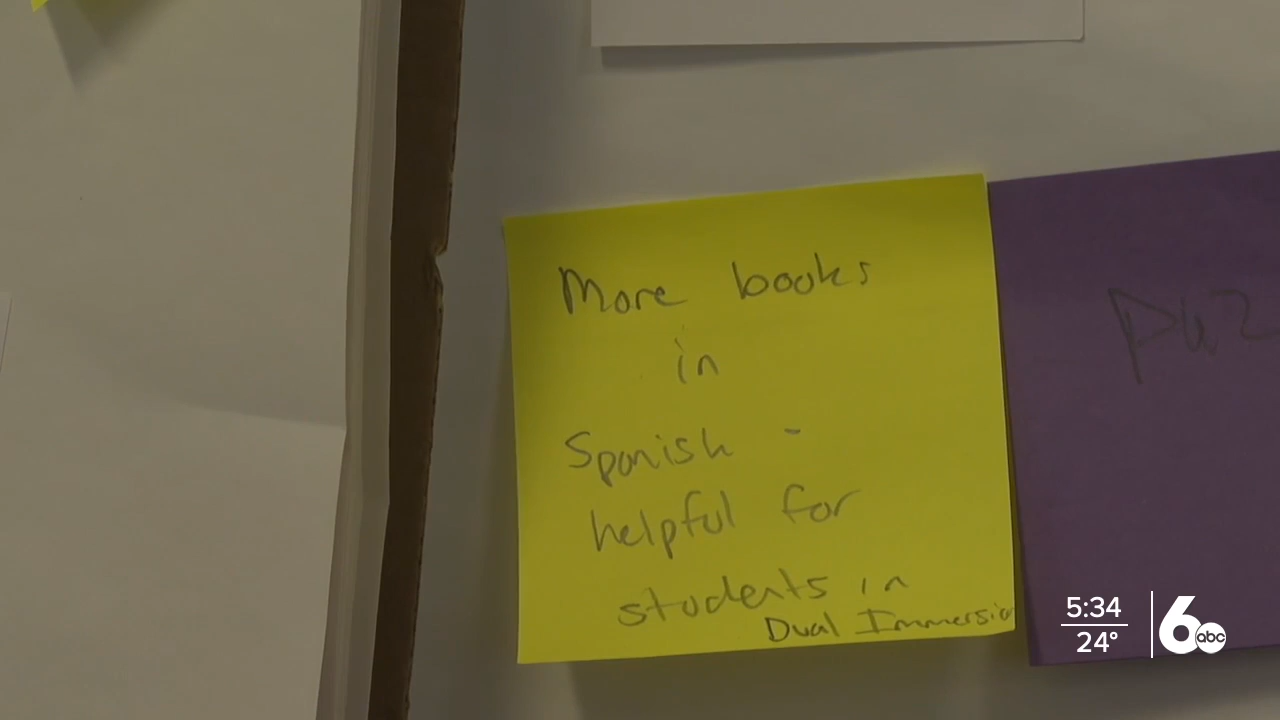 More books
in
Spanish -
helpful for
students in
Dual Immersion
5:34
24°
6 abc